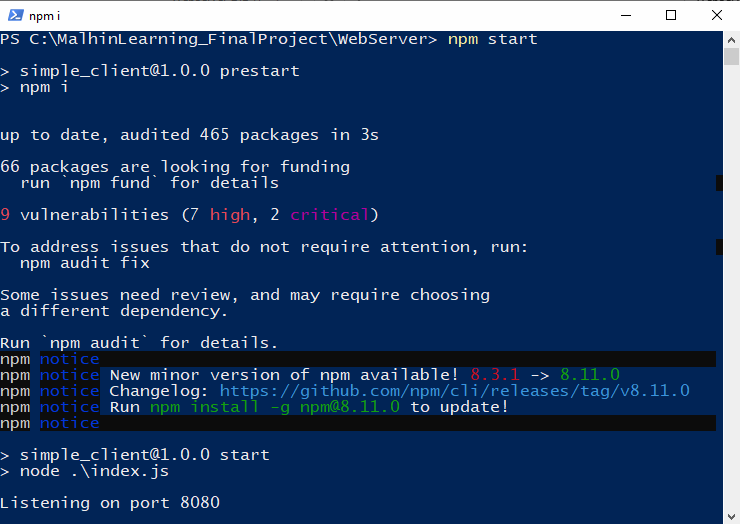 npm i
PS C:\MalhinLearning_FinalProject\WebServer> npm start
> simple_client@1.0.0 prestart
> npm i
up to date, audited 465 packages in 3s
66 packages are looking for funding
  run `npm fund` for details
9 vulnerabilities (7 high, 2 critical)
To address issues that do not require attention, run:
  npm audit fix
Some issues need review, and may require choosing
a different dependency.
Run `npm audit` for details.
npm notice
npm notice New minor version of npm available! 8.3.1 -> 8.11.0
npm notice Changelog: https://github.com/npm/cli/releases/tag/v8.11.0
npm notice Run npm install -g npm@8.11.0 to update!
npm notice
> simple_client@1.0.0 start
> node .\index.js
Listening on port 8080